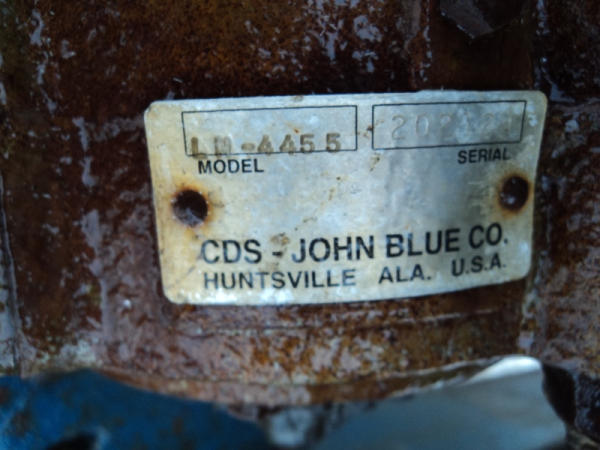 LM-4455
MODEL SERIAL
CDS - JOHN BLUE CO.
HUNTSVILLE ALA. U.S.A.